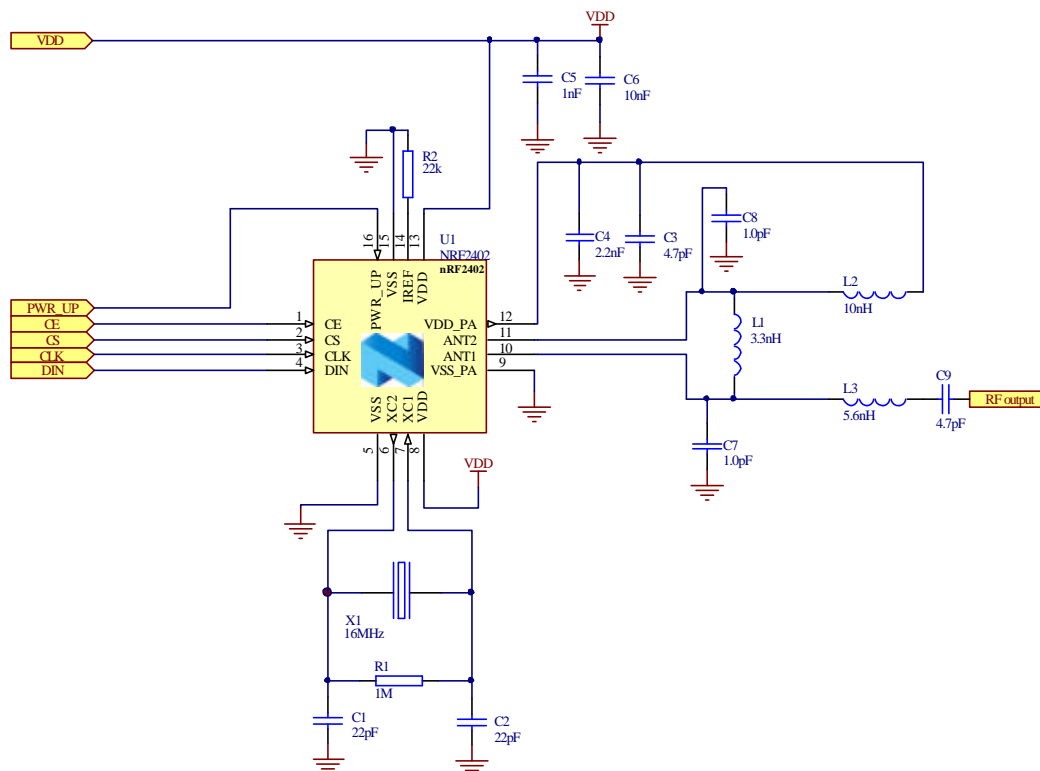 VDD
VDD
C5
1nF
C6
10nF
R2
22k
C4
2.2nF
C3
4.7pF
C8
1.0pF
16
15
14
13
U1
NRF2402
nRF2402
PWR_UP
VSS
IREF
VDD
PWR_UP
CE
CS
CLK
DIN
1
2
3
4
CE
CS
CLK
DIN
VDD_PA
ANT2
ANT1
VSS_PA
12
11
10
9
L2
10nH
L1
3.3nH
L3
5.6nH
C9
4.7pF
RF output
C7
1.0pF
VSS
XC2
XC1
VDD
5
6
7
8
VDD
X1
16MHz
R1
1M
C1
22pF
C2
22pF